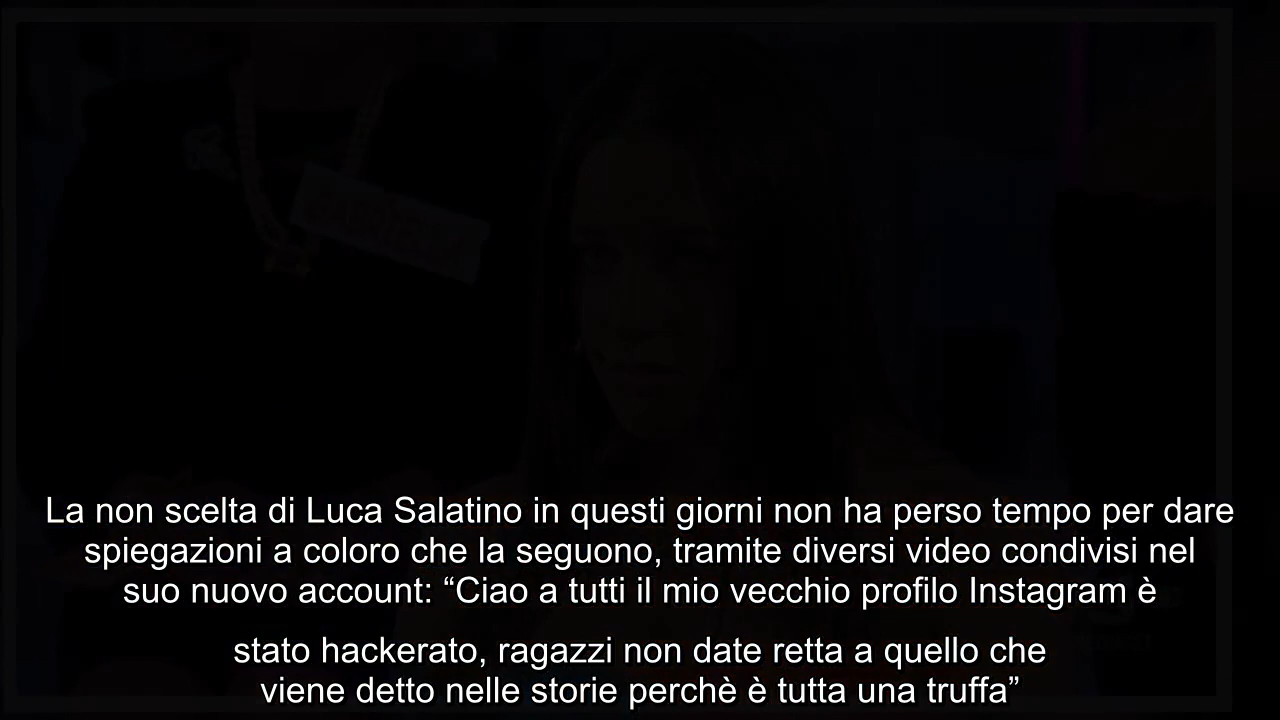 La non scelta di Luca Salatino in questi giorni non ha perso tempo per dare
spiegazioni a coloro che la seguono, tramite diversi video condivisi nel
suo nuovo account: “Ciao a tutti il mio vecchio profilo Instagram è
stato hackerato, ragazzi non date retta a quello che
viene detto nelle storie perchè è tutta una truffa”